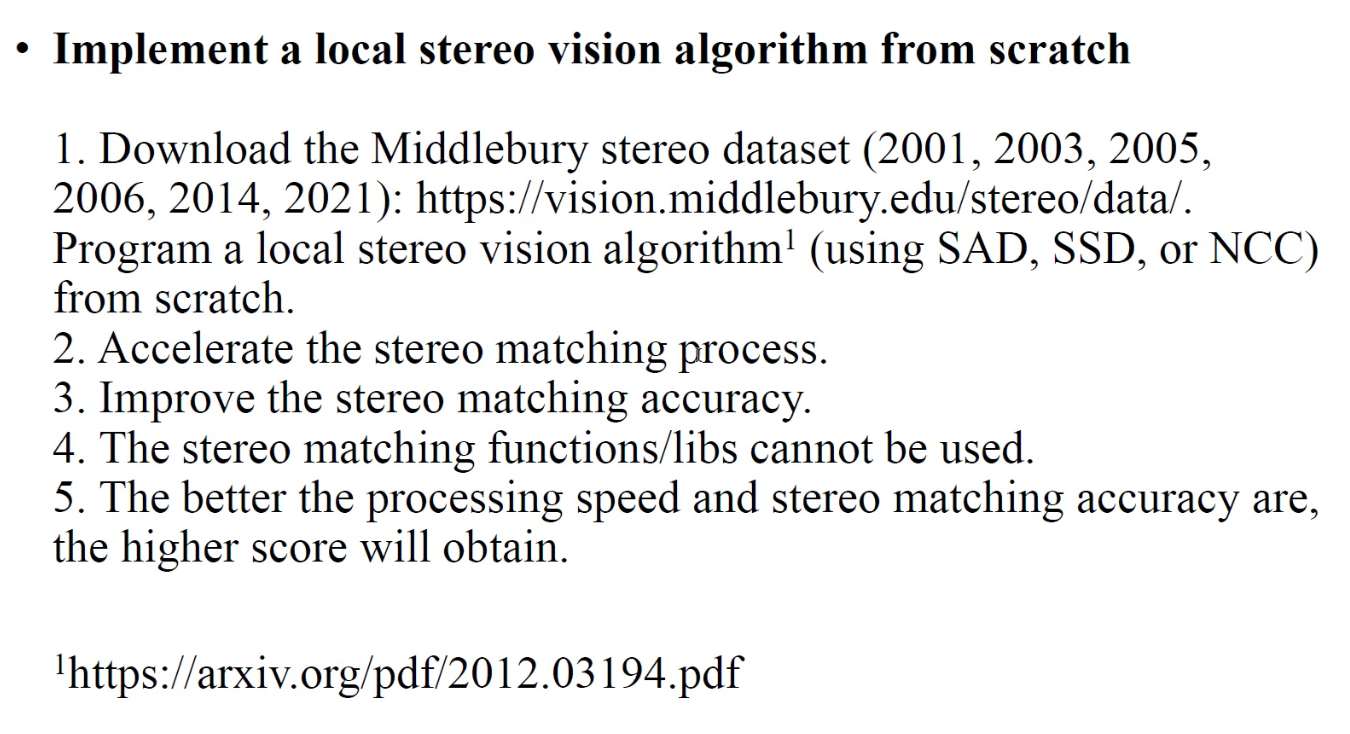 • Implement a local stereo vision algorithm from scratch
1. Download the Middlebury stereo dataset (2001, 2003, 2005,
2006, 2014, 2021): https://vision.middlebury.edu/stereo/data/.
Program a local stereo vision algorithm¹ (using SAD, SSD, or NCC)
from scratch.
2. Accelerate the stereo matching process.
3. Improve the stereo matching accuracy.
4. The stereo matching functions/libs cannot be used.
5. The better the processing speed and stereo matching accuracy are,
the higher score will obtain.
¹https://arxiv.org/pdf/2012.03194.pdf